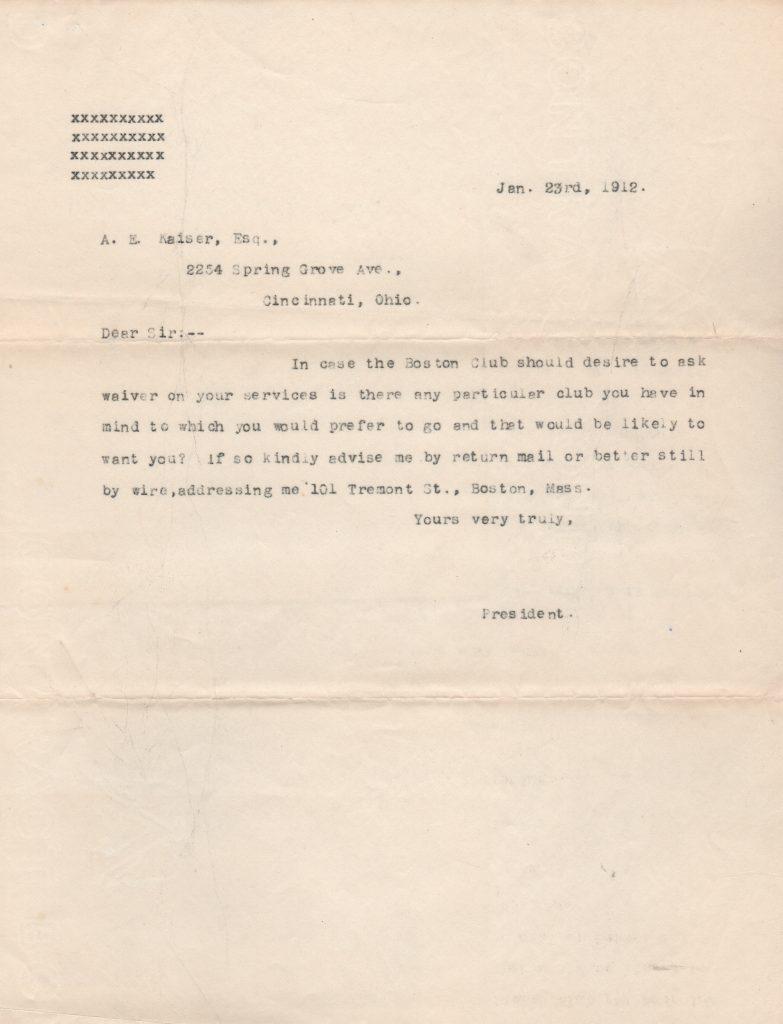 xxxxxxxxxx
xxxxxxxxxx
xxxxxxxxxx
xxxxxxxxx
Jan. 23rd, 1912.
A. E. Kaiser, Esq.,
2254 Spring Grove Ave.,
Cincinnati, Ohio.
Dear Sir:--
In case the Boston Club should desire to ask
waiver on your services is there any particular club you have in
mind to which you would prefer to go and that would be likely to
want you? If so kindly advise me by return mail or better still
by wire,addressing me 101 Tremont St., Boston, Mass.
Yours very truly,
President.